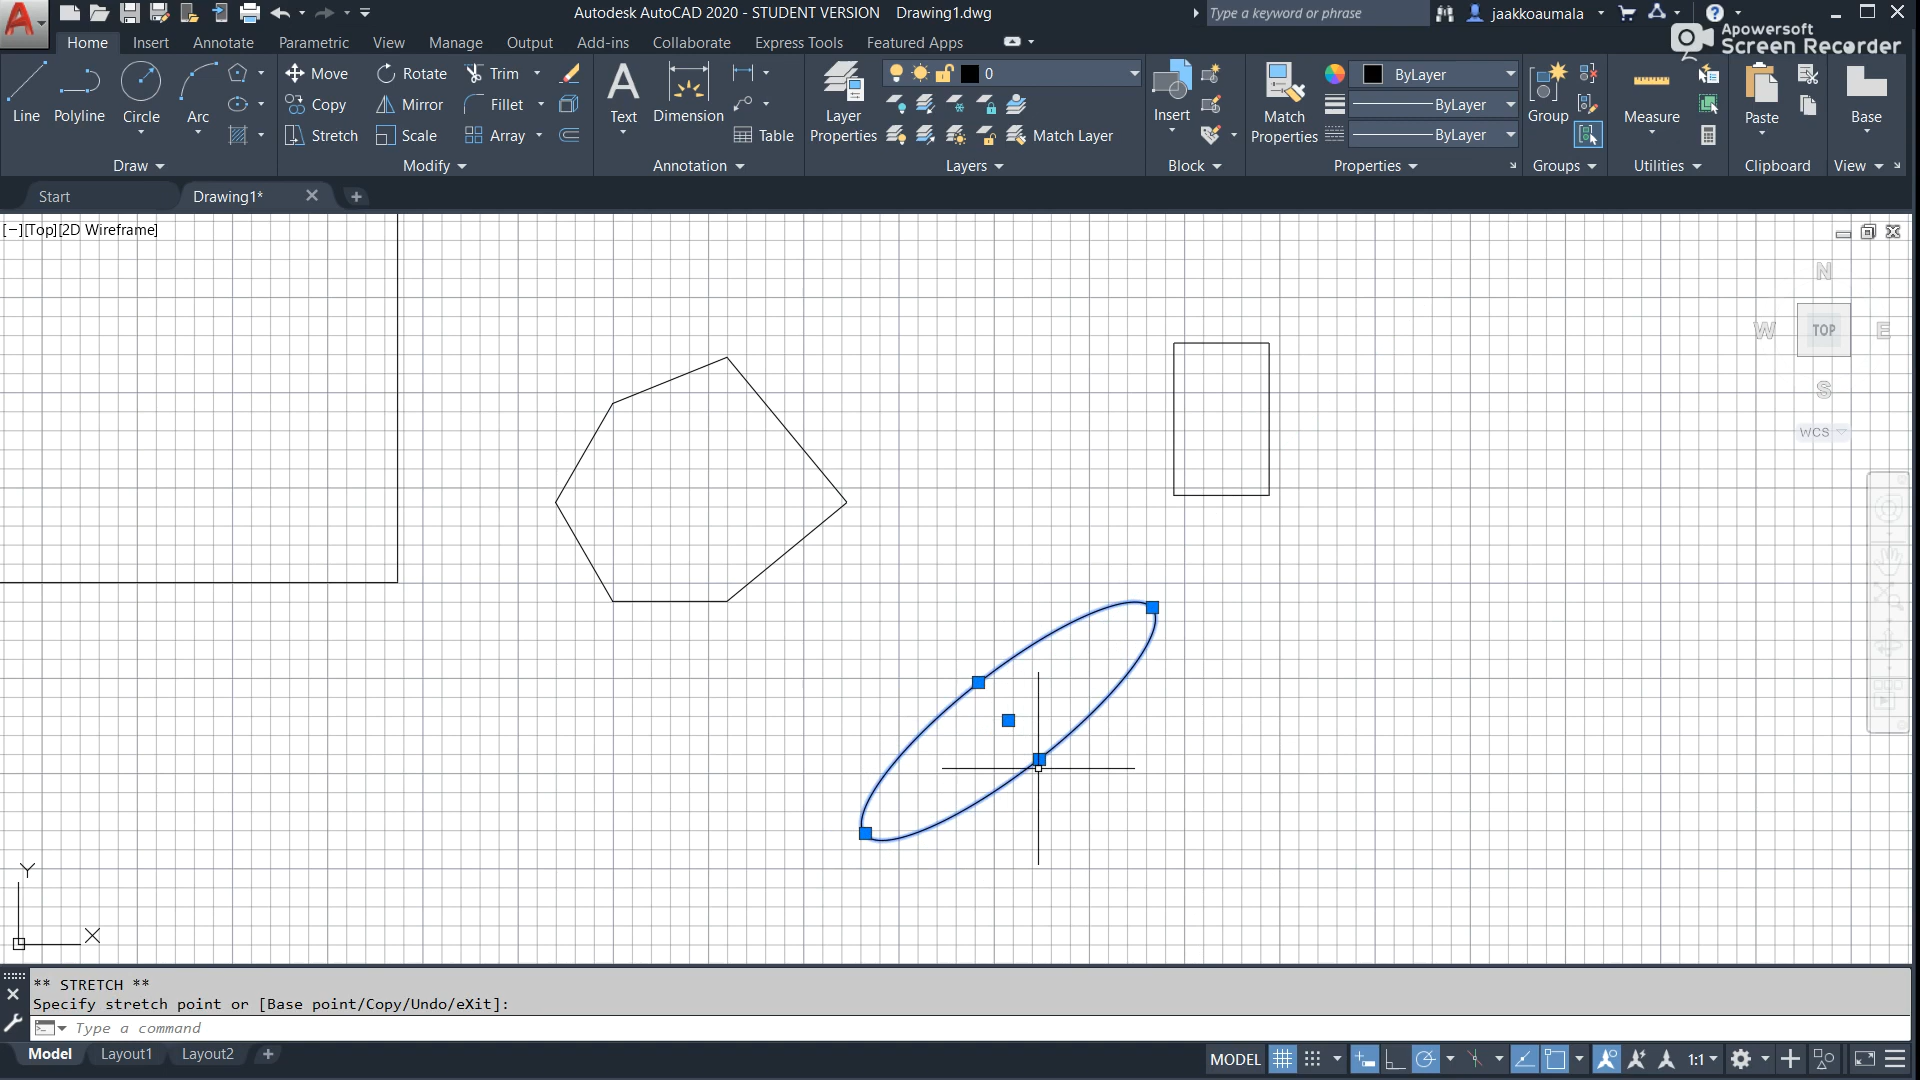 Autodesk AutoCAD 2020 - STUDENT VERSION Drawing1.dwg
Type a keyword or phrase
jaakkoaumala
Apowersoft
Screen Recorder
Home Insert Annotate Parametric View Manage Output Add-ins Collaborate Express Tools Featured Apps
Line Polyline Circle Arc
Draw
Move Rotate Trim
Copy Mirror Fillet
Stretch Scale Array
Modify
Text Dimension Table
Annotation
Layer
Properties
0
Match Layer
Layers
Insert
Block
Match
Properties
ByLayer
ByLayer
ByLayer
Properties
Group
Groups
Measure
Utilities
Paste
Clipboard
Base
View
Start Drawing1*
[−][Top][2D Wireframe]
N
W TOP E
S
WCS
Y
X
** STRETCH **
Specify stretch point or [Base point/Copy/Undo/eXit]:
Type a command
Model Layout1 Layout2
MODEL 1:1